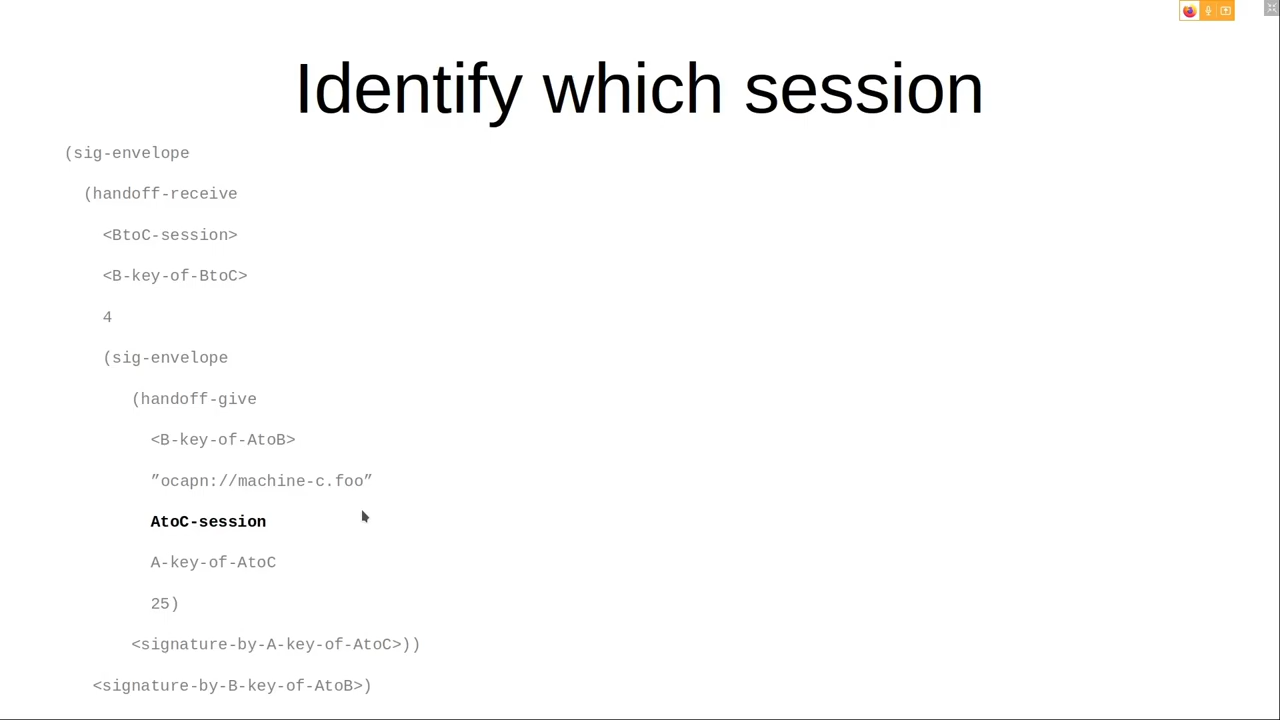 Identify which session
(sig-envelope
(handoff-receive
<BtoC-session>
<B-key-of-BtoC>
4
(sig-envelope
(handoff-give
<B-key-of-AtoB>
”ocapn://machine-c.foo”
AtoC-session
A-key-of-AtoC
25)
<signature-by-A-key-of-AtoC>))
<signature-by-B-key-of-AtoB>)